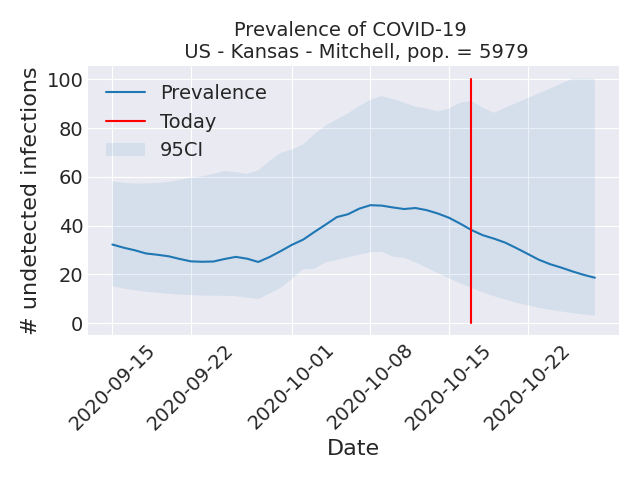 Prevalence of COVID-19
US - Kansas - Mitchell, pop. = 5979
# undetected infections
100
80
60
40
20
0
Prevalence
Today
95CI
2020-09-15
2020-09-22
2020-10-01
2020-10-08
2020-10-15
2020-10-22
Date